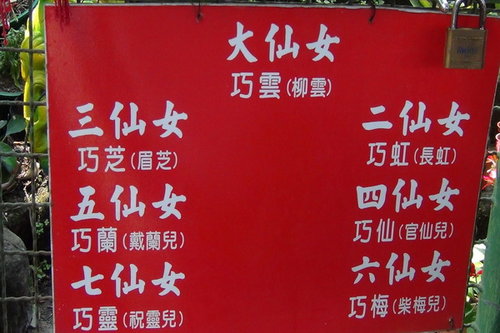 大仙女
巧雲(柳雲)
三仙女
巧芝(眉芝)
二仙女
巧虹(長虹)
五仙女
巧蘭(戴蘭兒)
四仙女
巧仙(官仙兒)
七仙女
巧靈(祝靈兒)
六仙女
巧梅(柴梅兒)